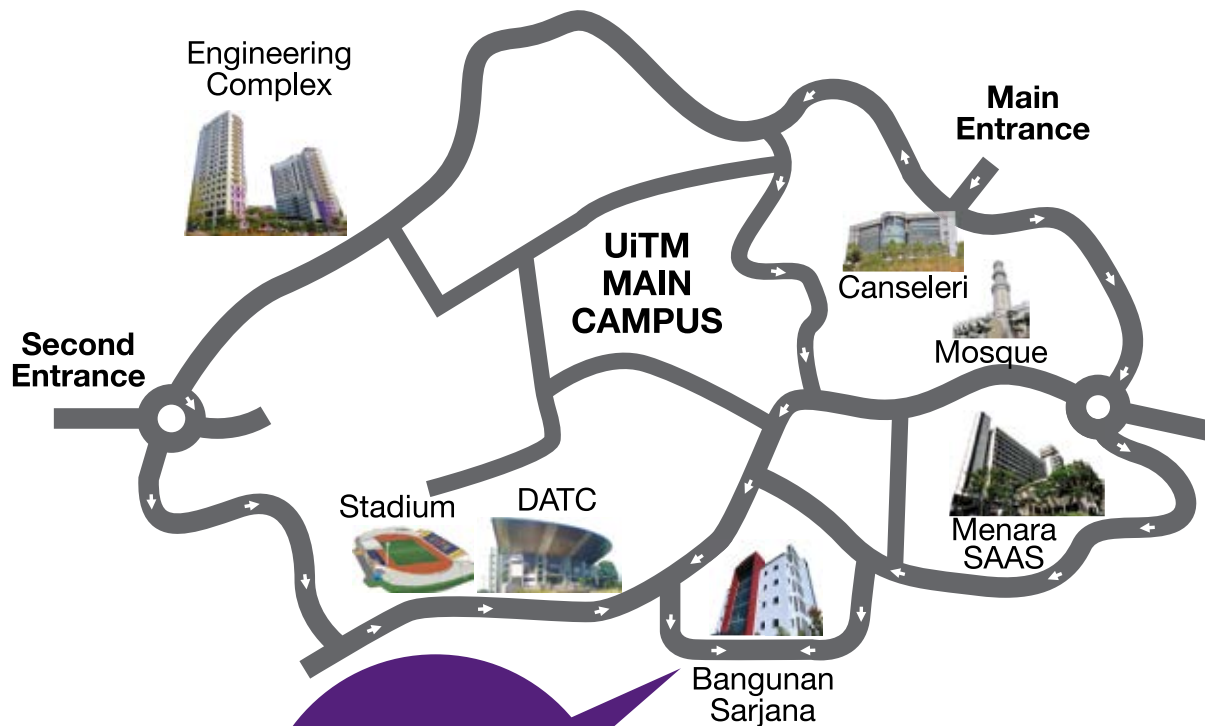 Engineering
Complex
Main
Entrance
UiTM
MAIN
CAMPUS
Canseleri
Mosque
Second
Entrance
Stadium
DATC
Menara
SAAS
Bangunan
Sarjana